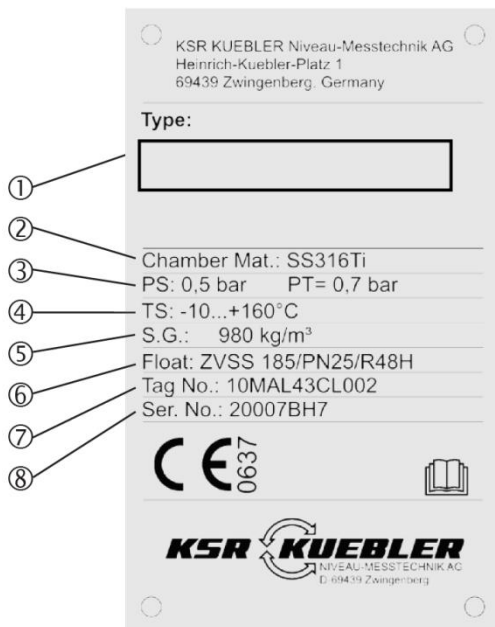 KSR KUEBLER Niveau-Messtechnik AG
Heinrich-Kuebler-Platz 1
69439 Zwingenberg. Germany
Type:
①
② Chamber Mat.: SS316Ti
③ PS: 0,5 bar PT= 0,7 bar
④ TS: -10...+160°C
⑤ S.G.: 980 kg/m³
⑥ Float: ZVSS 185/PN25/R48H
⑦ Tag No.: 10MAL43CL002
⑧ Ser. No.: 20007BH7
CE 0637
KSR KUEBLER
NIVEAU-MESSTECHNIK AG
D-69439 Zwingenberg